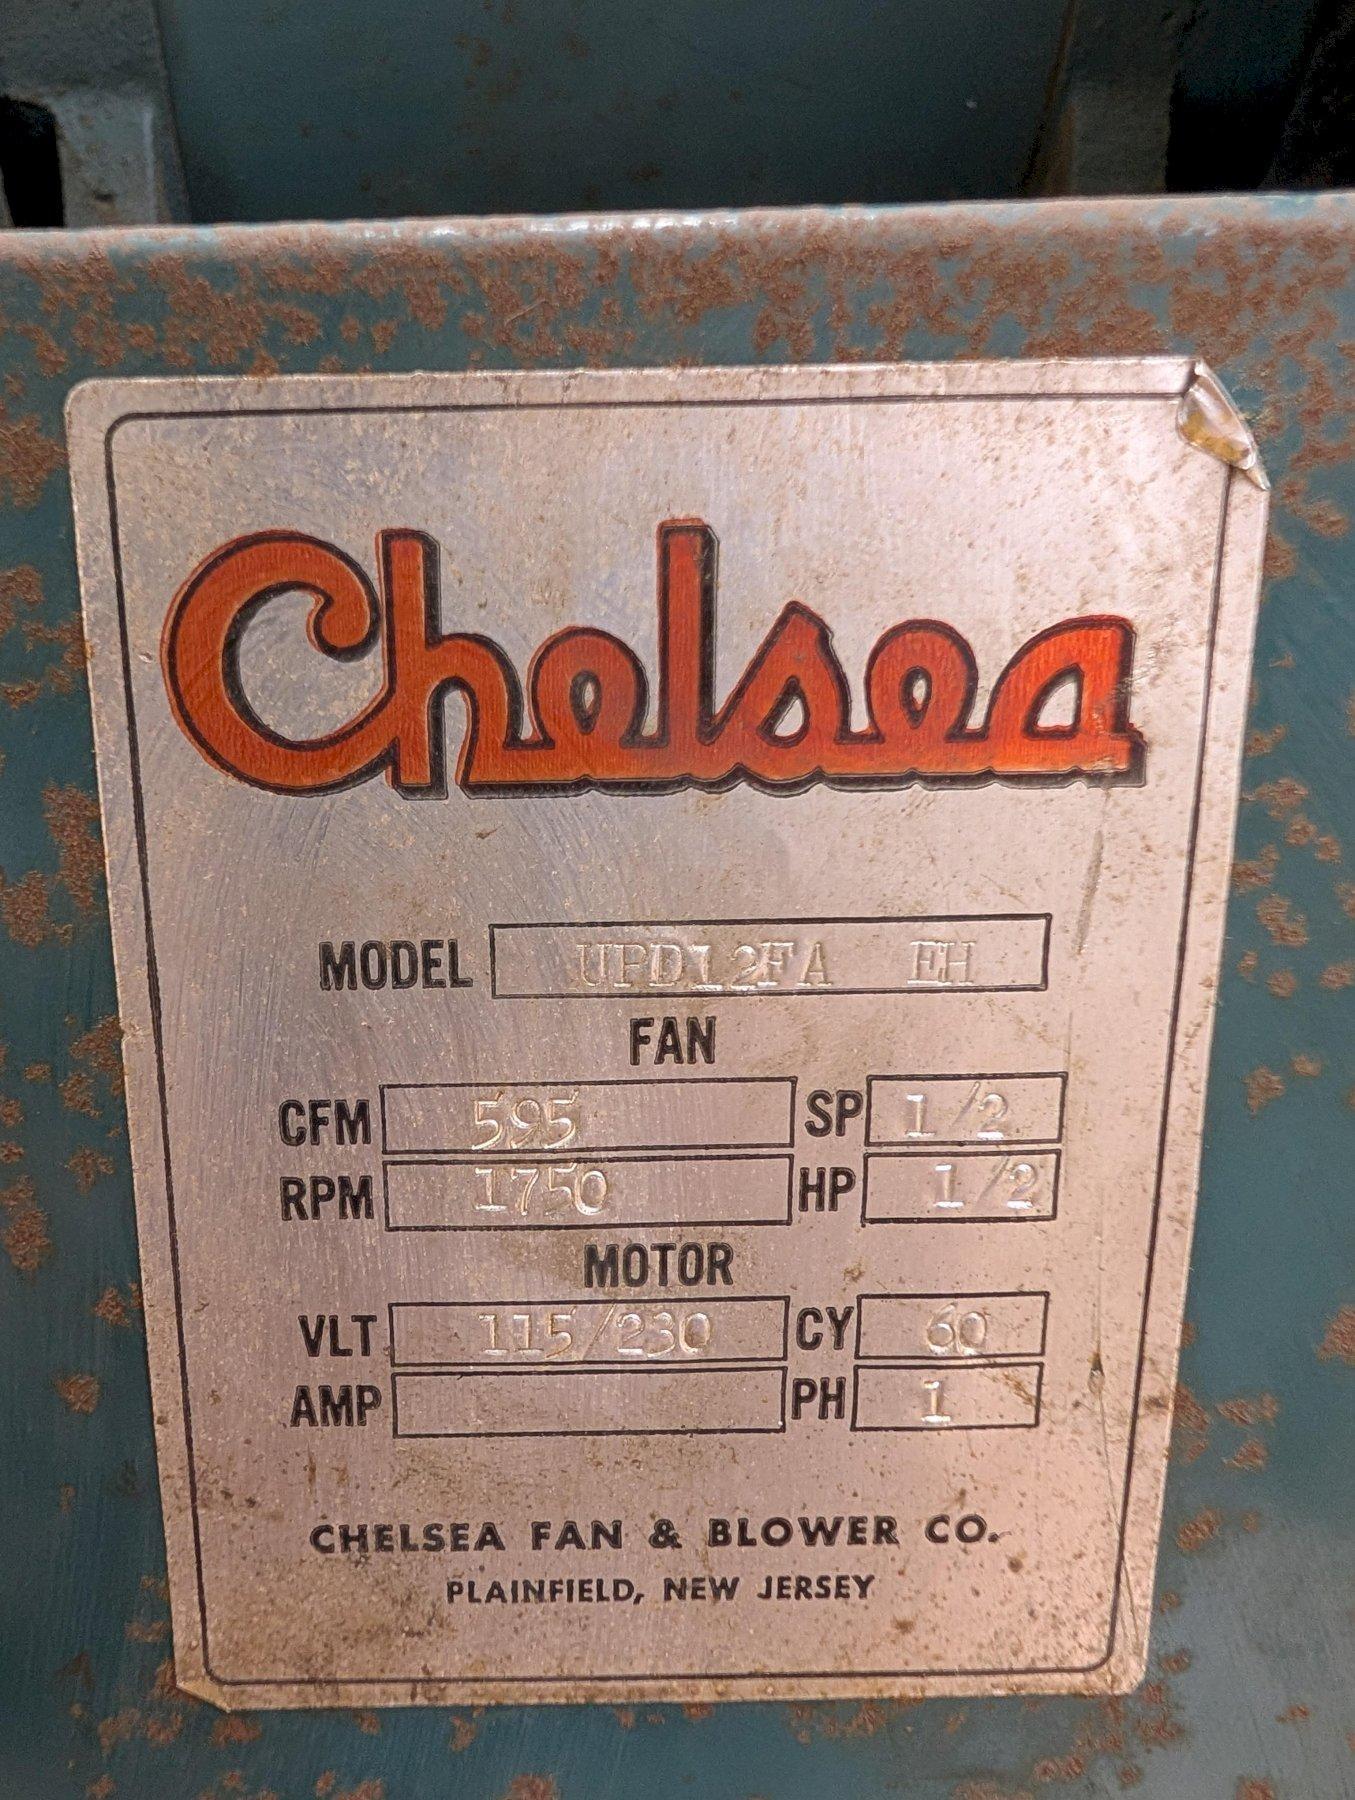 Chelsea
MODEL UPD12FA EH
FAN
CFM 595 SP 1/2
RPM 1750 HP 1/2
MOTOR
VLT 115/230 CY 60
AMP PH 1
CHELSEA FAN & BLOWER CO.
PLAINFIELD, NEW JERSEY